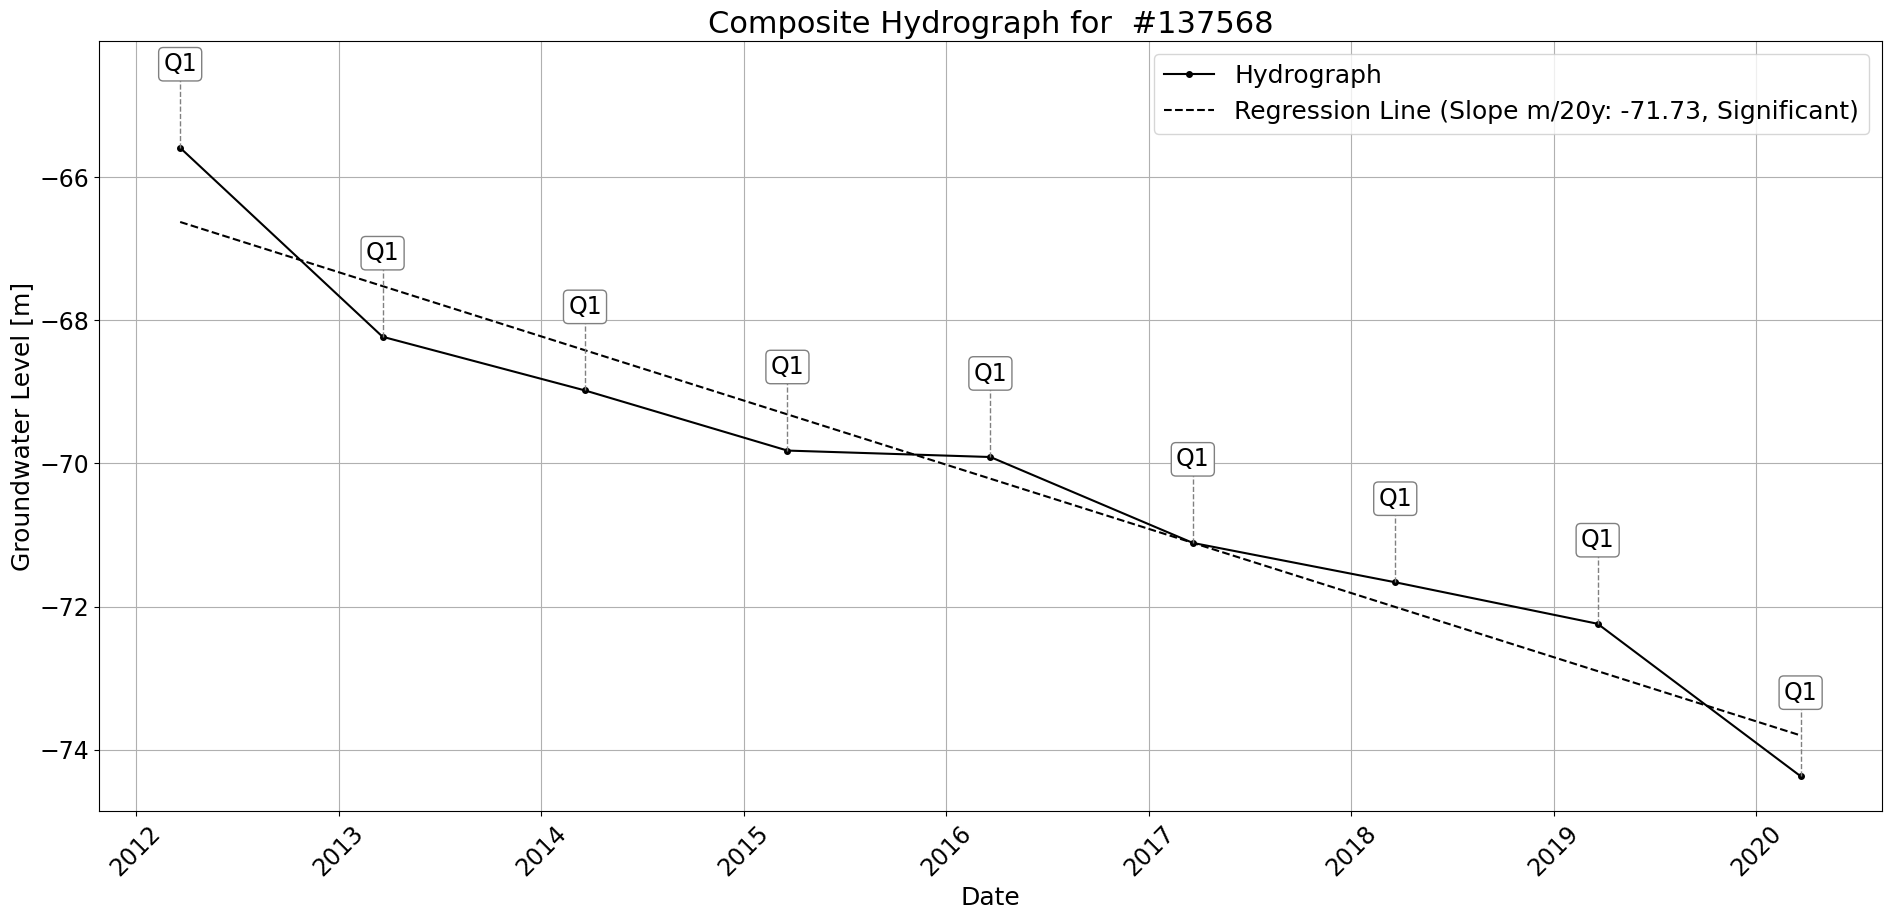 Composite Hydrograph for  #137568
Hydrograph
Regression Line (Slope m/20y: -71.73, Significant)
Q1
Q1
Q1
Q1
Q1
Q1
Q1
Q1
Q1
Groundwater Level [m]
−66
−68
−70
−72
−74
2012
2013
2014
2015
2016
2017
2018
2019
2020
Date